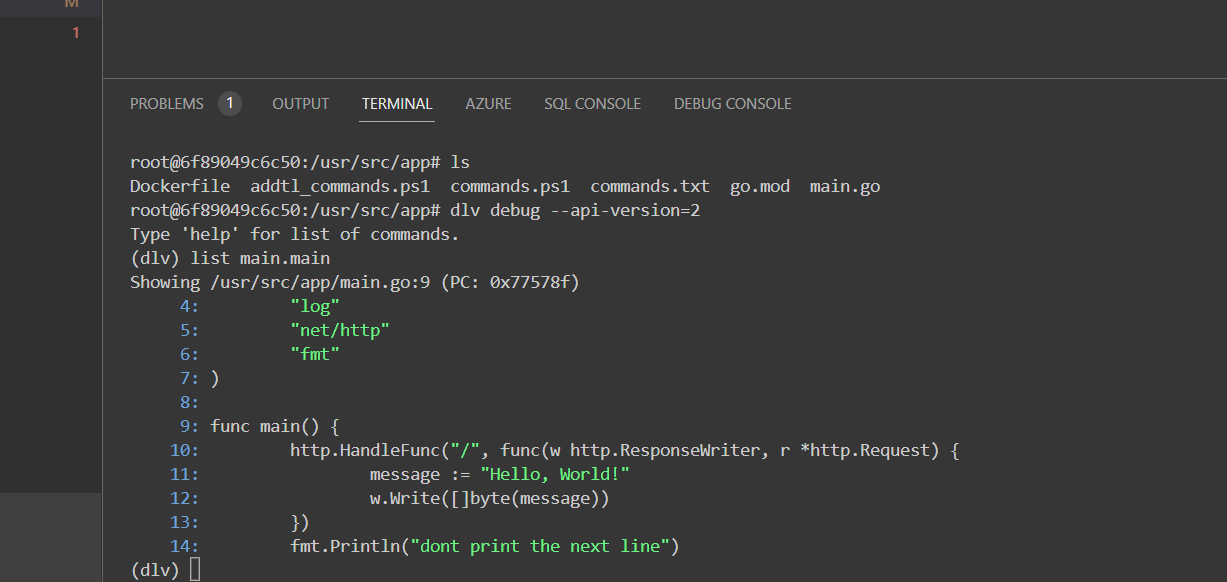 M
1
PROBLEMS 1 OUTPUT TERMINAL AZURE SQL CONSOLE DEBUG CONSOLE
root@6f89049c6c50:/usr/src/app# ls
Dockerfile  addtl_commands.ps1  commands.ps1  commands.txt  go.mod  main.go
root@6f89049c6c50:/usr/src/app# dlv debug --api-version=2
Type 'help' for list of commands.
(dlv) list main.main
Showing /usr/src/app/main.go:9 (PC: 0x77578f)
     4:         "log"
     5:         "net/http"
     6:         "fmt"
     7: )
     8:
     9: func main() {
    10:         http.HandleFunc("/", func(w http.ResponseWriter, r *http.Request) {
    11:                 message := "Hello, World!"
    12:                 w.Write([]byte(message))
    13:         })
    14:         fmt.Println("dont print the next line")
(dlv)